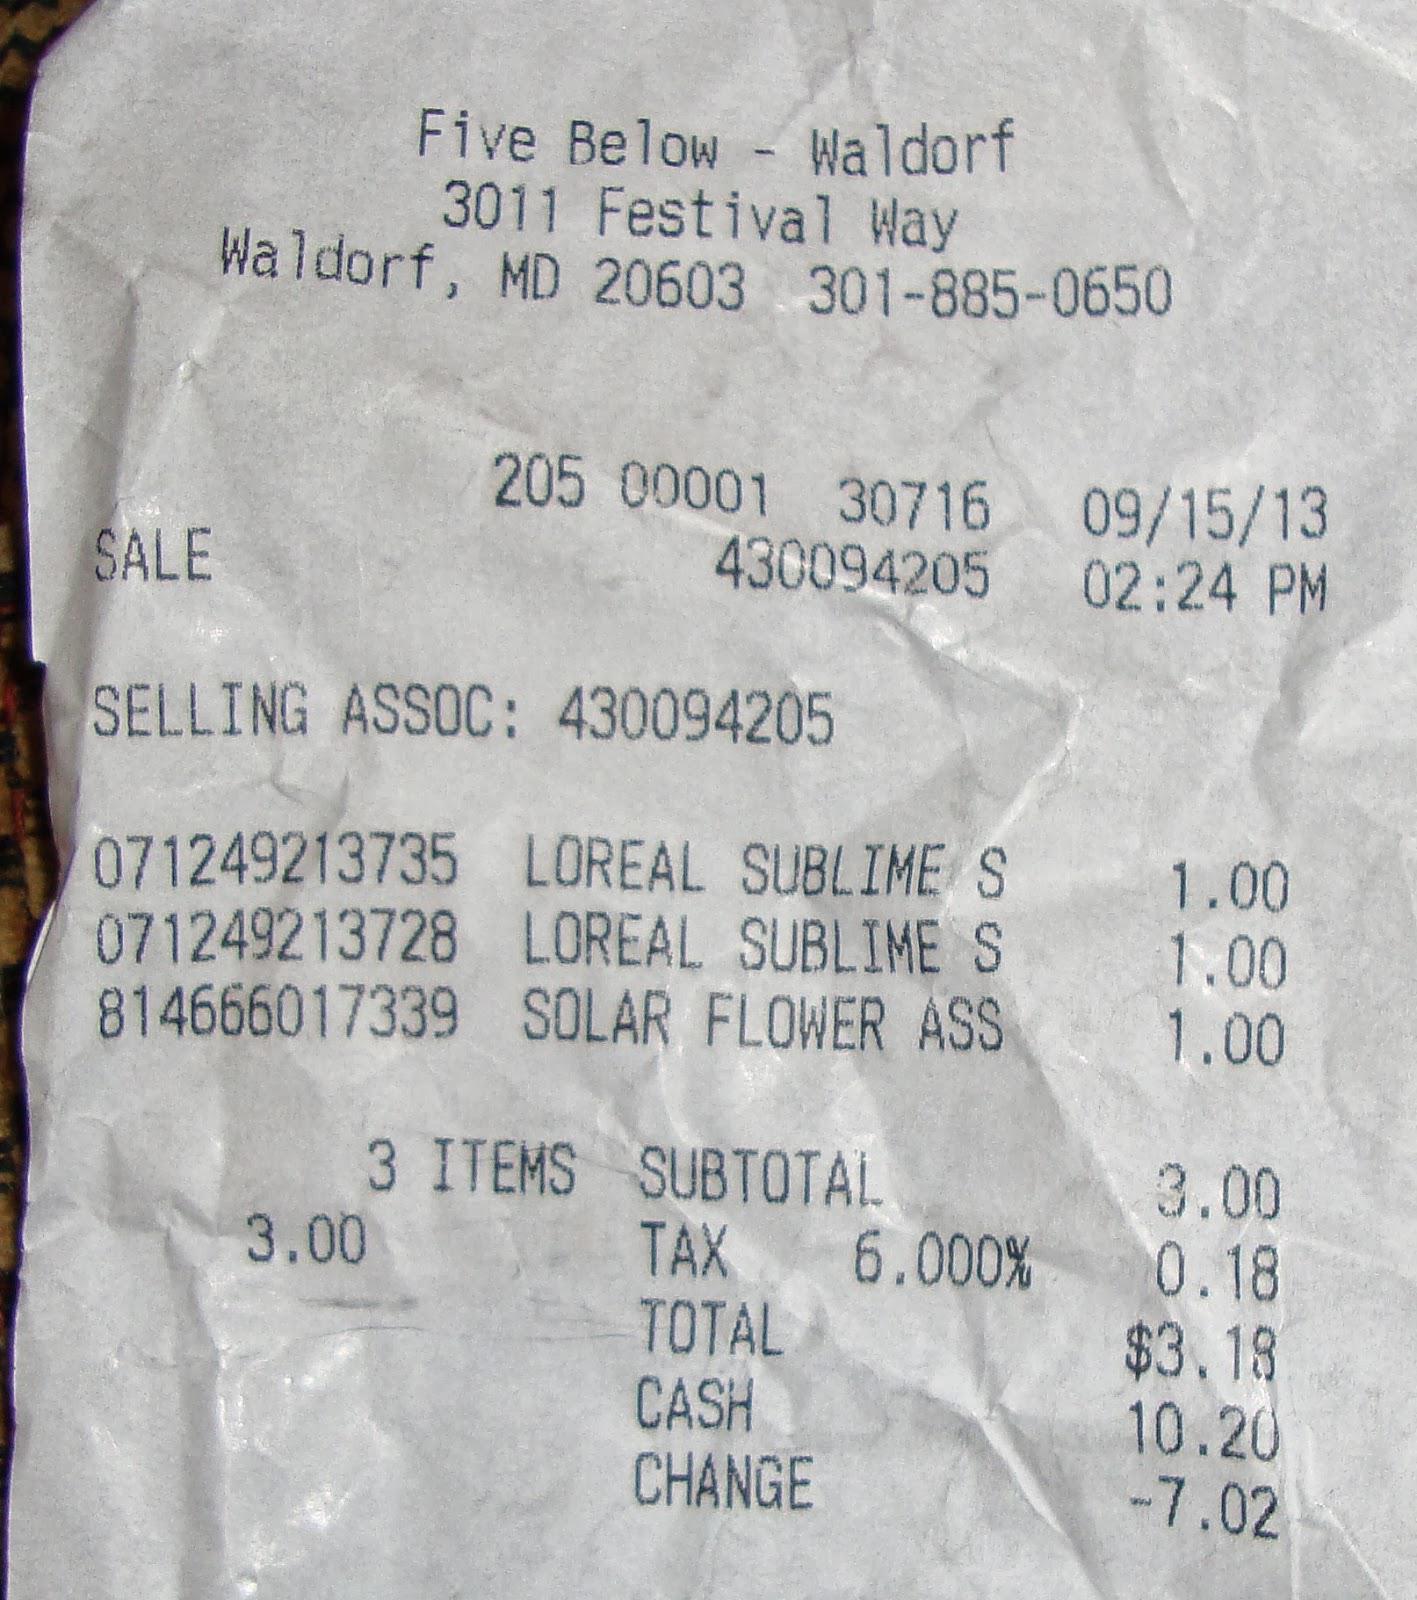 Five Below - Waldorf
3011 Festival Way
Waldorf, MD 20603 301-885-0650
205 00001 30716 09/15/13
SALE 430094205 02:24 PM
SELLING ASSOC: 430094205
071249213735 LOREAL SUBLIME S 1.00
071249213728 LOREAL SUBLIME S 1.00
814666017339 SOLAR FLOWER ASS 1.00
3 ITEMS SUBTOTAL 3.00
3.00 TAX 6.000% 0.18
TOTAL $3.18
CASH 10.20
CHANGE -7.02